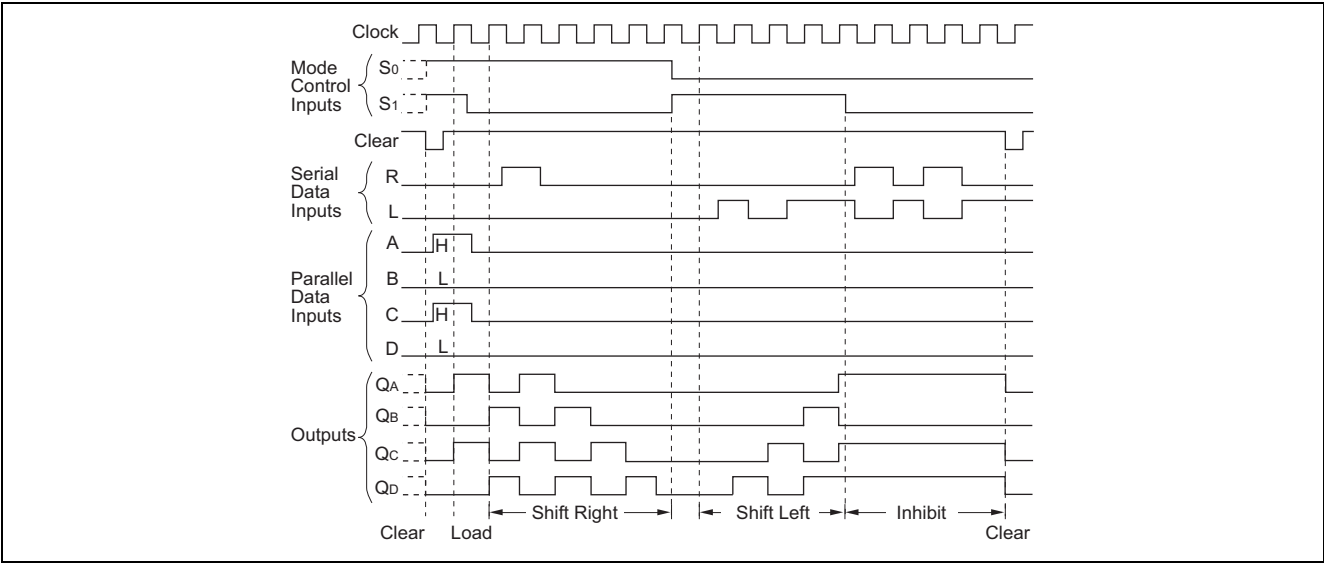 Clock
Mode
Control
Inputs
S0
S1
Clear
Serial
Data
Inputs
R
L
Parallel
Data
Inputs
A
H
B
L
C
H
D
L
Outputs
QA
QB
QC
QD
Shift Right
Shift Left
Inhibit
Clear
Load
Clear